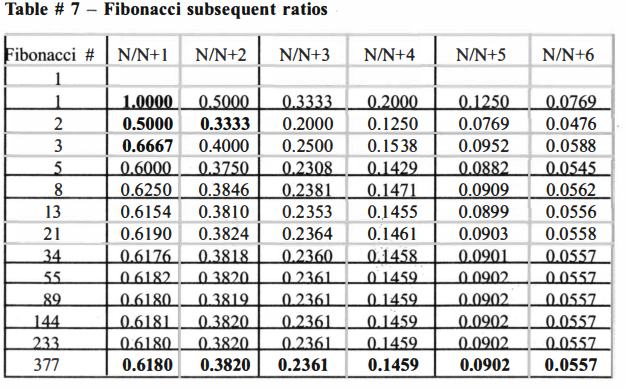 Table # 7 – Fibonacci subsequent ratios
Fibonacci # N/N+1 N/N+2 N/N+3 N/N+4 N/N+5 N/N+6
1
1 1.0000 0.5000 0.3333 0.2000 0.1250 0.0769
2 0.5000 0.3333 0.2000 0.1250 0.0769 0.0476
3 0.6667 0.4000 0.2500 0.1538 0.0952 0.0588
5 0.6000 0.3750 0.2308 0.1429 0.0882 0.0545
8 0.6250 0.3846 0.2381 0.1471 0.0909 0.0562
13 0.6154 0.3810 0.2353 0.1455 0.0899 0.0556
21 0.6190 0.3824 0.2364 0.1461 0.0903 0.0558
34 0.6176 0.3818 0.2360 0.1458 0.0901 0.0557
55 0.6182 0.3820 0.2361 0.1459 0.0902 0.0557
89 0.6180 0.3819 0.2361 0.1459 0.0902 0.0557
144 0.6181 0.3820 0.2361 0.1459 0.0902 0.0557
233 0.6180 0.3820 0.2361 0.1459 0.0902 0.0557
377 0.6180 0.3820 0.2361 0.1459 0.0902 0.0557